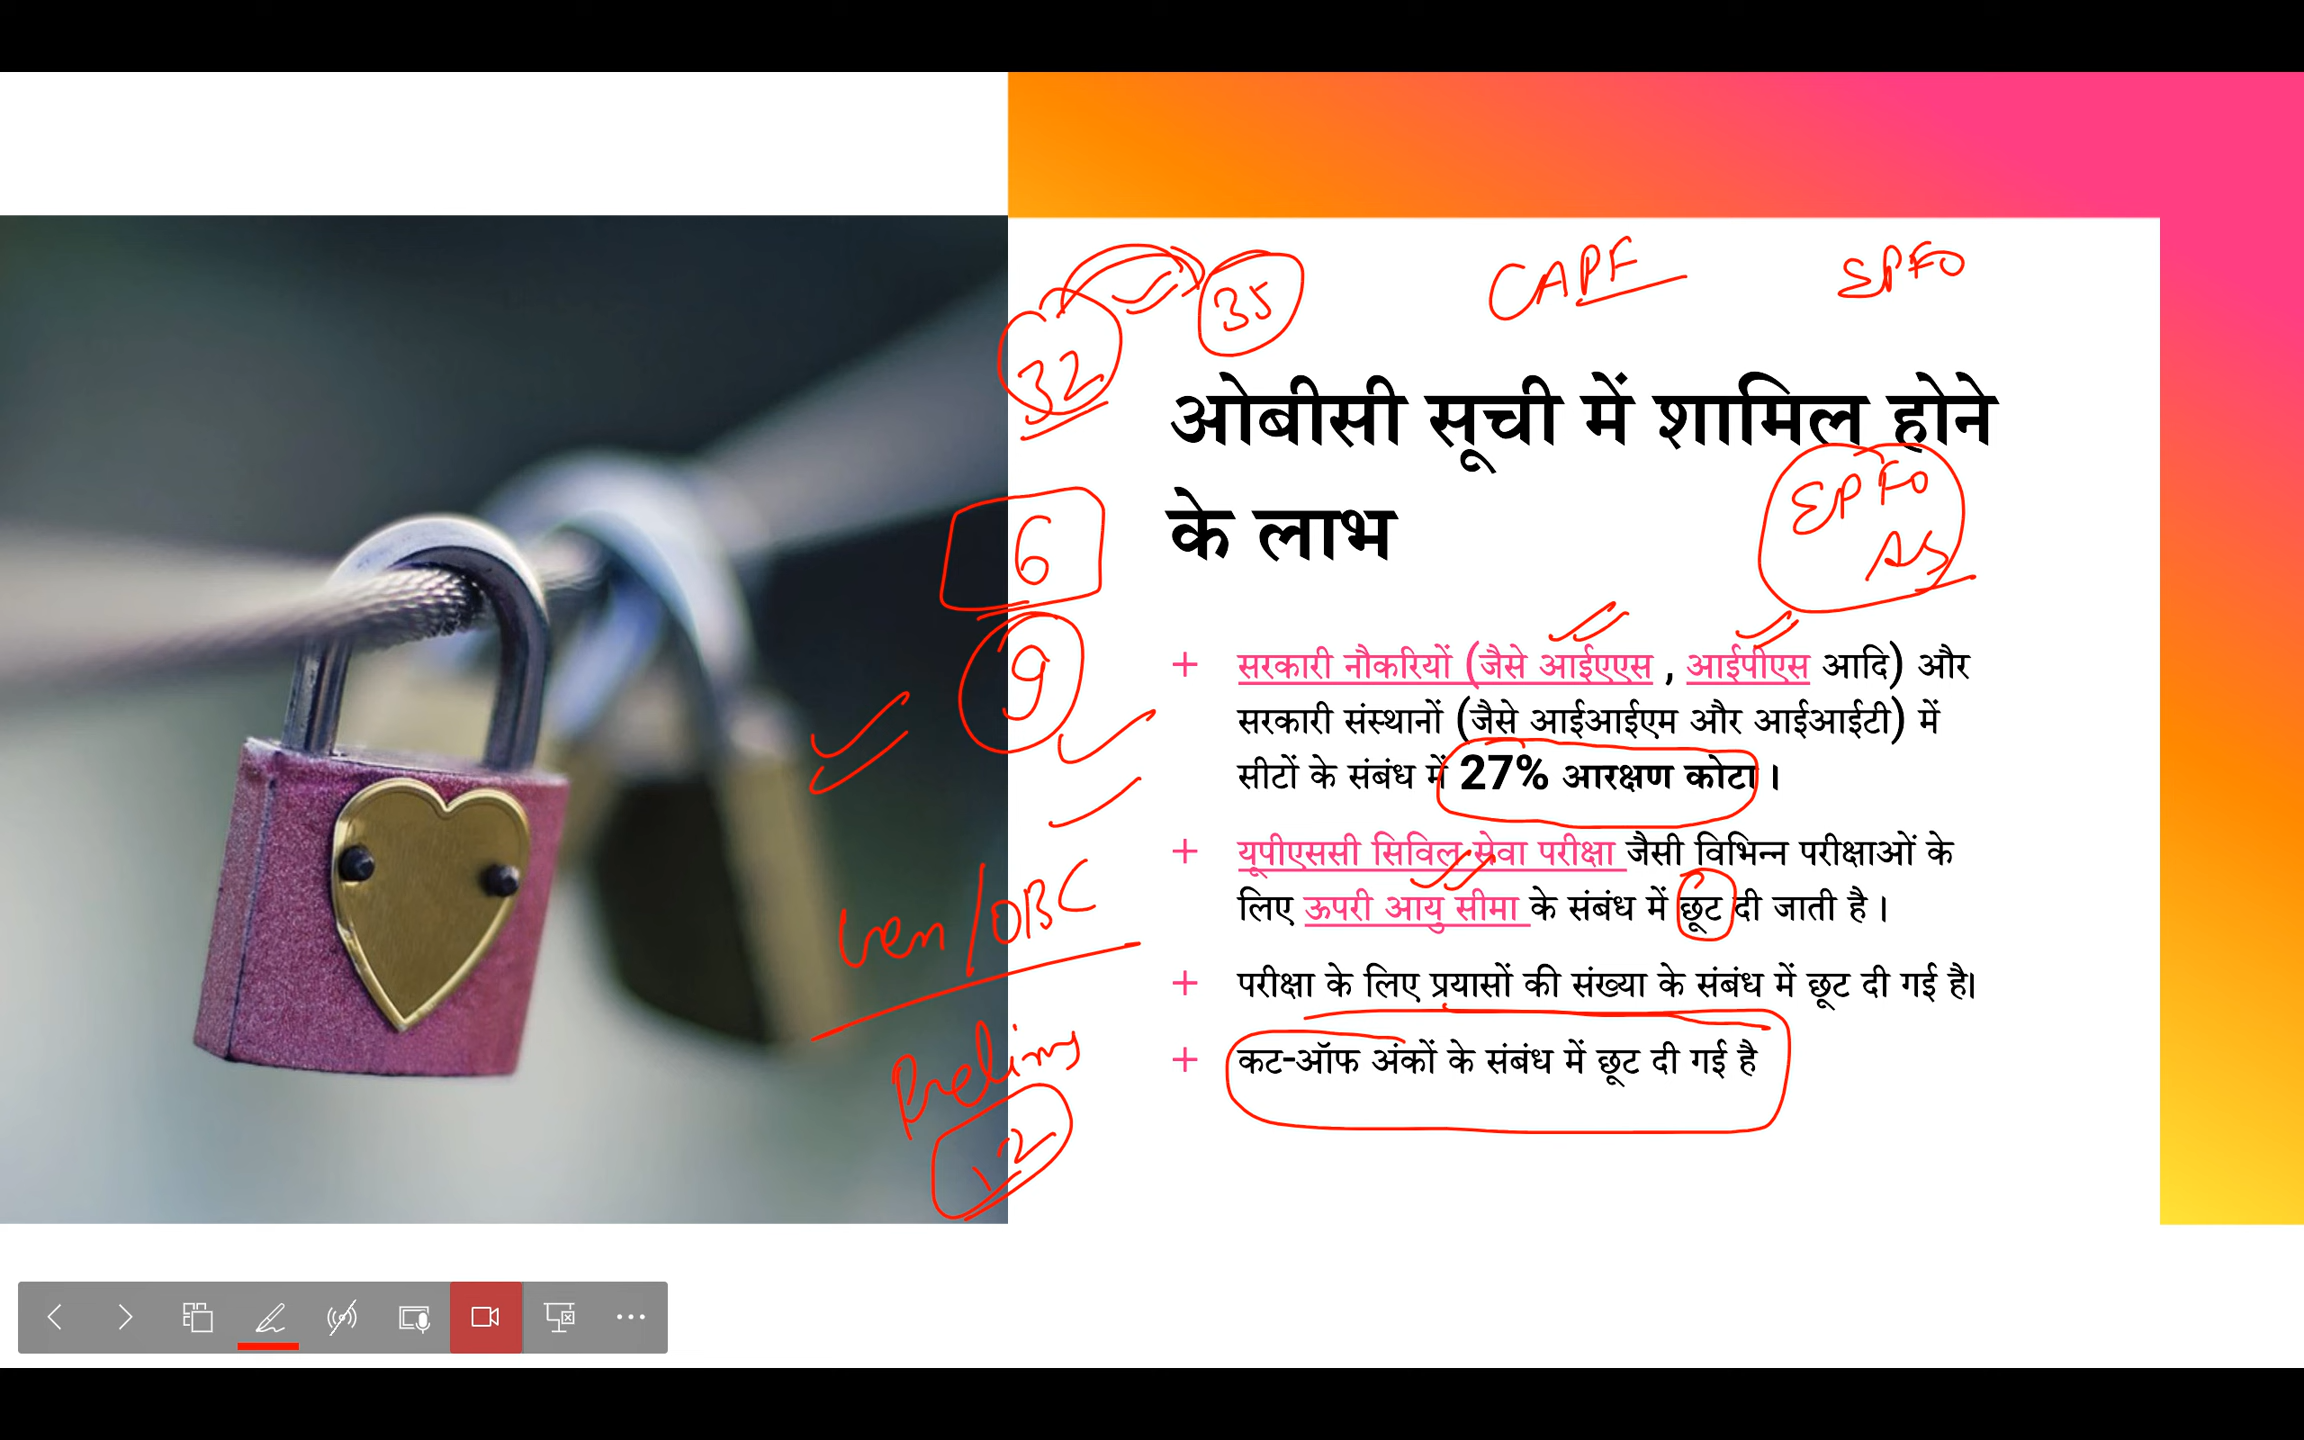 35
CAPF
EPFO
32
ओबीसी सूची में शामिल होने
के लाभ
EPFO
6
9
+ सरकारी नौकरियों (जैसे आईएएस , आईपीएस आदि) और
सरकारी संस्थानों (जैसे आईआईएम और आईआईटी) में
सीटों के संबंध में 27% आरक्षण कोटा ।
+ यूपीएससी सिविल सेवा परीक्षा जैसी विभिन्न परीक्षाओं के
लिए ऊपरी आयु सीमा के संबंध में छूट दी जाती है ।
Gen/OBC
+ परीक्षा के लिए प्रयासों की संख्या के संबंध में छूट दी गई है।
+ कट-ऑफ अंकों के संबंध में छूट दी गई है
Prelims
12